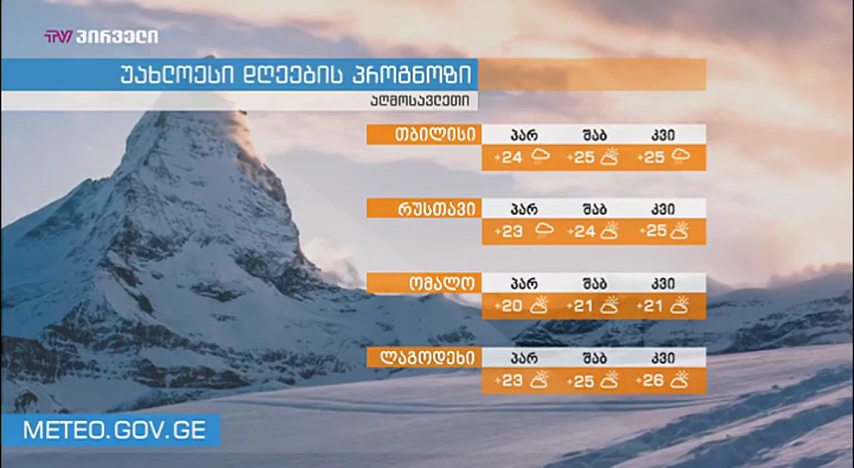 TV პირველი
უახლოესი დღეების პროგნოზი
აღმოსავლეთი
თბილისი პარ შაბ კვი
+24 +25 +25
რუსთავი პარ შაბ კვი
+23 +24 +25
ომალო პარ შაბ კვი
+20 +21 +21
ლაგოდეხი პარ შაბ კვი
+23 +25 +26
METEO.GOV.GE